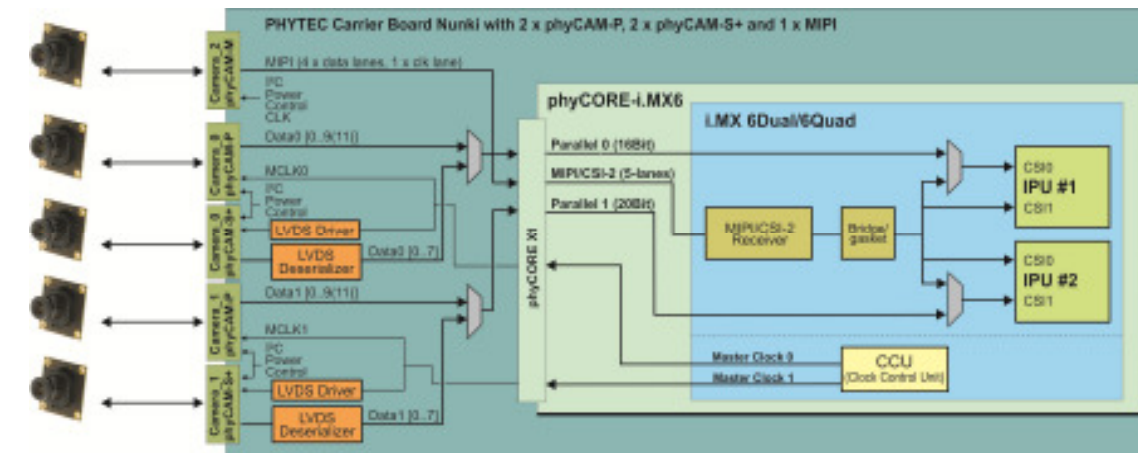 PHYTEC Carrier Board Nunki with 2 x phyCAM-P, 2 x phyCAM-S+ and 1 x MIPI
Camera_2
phyCAM-M
MIPI (4 x data lanes, 1 x clk lane)
I²C
Power
Control
CLK
Camera_0
phyCAM-P
Data0 [0..9(11)]
MCLK0
I²C
Power
Control
Camera_0
phyCAM-S+
LVDS Driver
LVDS
Deserializer
Data0 [0..7]
Camera_1
phyCAM-P
Data1 [0..9(11)]
MCLK1
I²C
Power
Control
Camera_1
phyCAM-S+
LVDS Driver
LVDS
Deserializer
Data1 [0..7]
phyCORE XI
phyCORE-i.MX6
Parallel 0 (16Bit)
MIPI/CSI-2 (5-lanes)
Parallel 1 (20Bit)
i.MX 6Dual/6Quad
MIPI/CSI-2
Receiver
Bridge/
gasket
CSI0
IPU #1
CSI1
CSI0
IPU #2
CSI1
Master Clock 0
Master Clock 1
CCU
(Clock Control Unit)